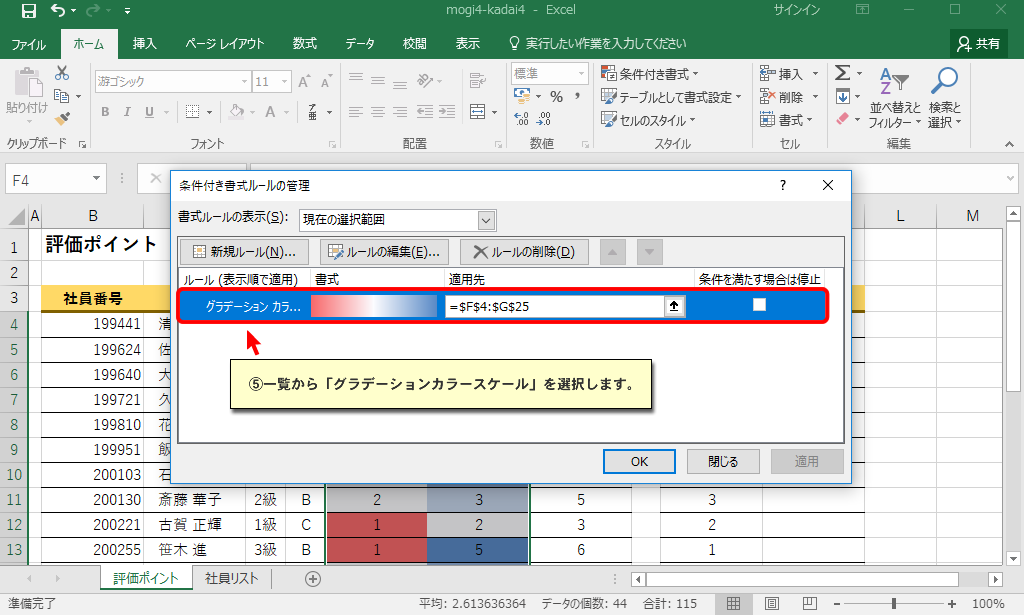 mogi4-kadai4 - Excel
サインイン
ファイル ホーム 挿入 ページ レイアウト 数式 データ 校閲 表示 実行したい作業を入力してください 共有
貼り付け
游ゴシック 11
B I U
標準
% ,
条件付き書式
テーブルとして書式設定
セルのスタイル
挿入
削除
書式
並べ替えと
フィルター
検索と
選択
クリップボード フォント 配置 数値 スタイル セル 編集
F4
条件付き書式ルールの管理 ?
書式ルールの表示(S): 現在の選択範囲
新規ルール(N)... ルールの編集(E)... ルールの削除(D)
ルール (表示順で適用) 書式 適用先 条件を満たす場合は停止
グラデーション カラ... =$F$4:$G$25
⑤一覧から「グラデーションカラースケール」を選択します。
OK 閉じる 適用
A B L M
1 評価ポイント
2
3 社員番号
4 199441 清
5 199624 佐
6 199640 大
7 199721 久
8 199810 花
9 199951 飯
10 200103 石
11 200130 斎藤 華子 2級 B 2 3 5 3
12 200221 古賀 正輝 1級 C 1 2 3 2
13 200255 笹木 進 3級 B 1 5 6 1
評価ポイント 社員リスト
準備完了 平均: 2.613636364 データの個数: 44 合計: 115 100%